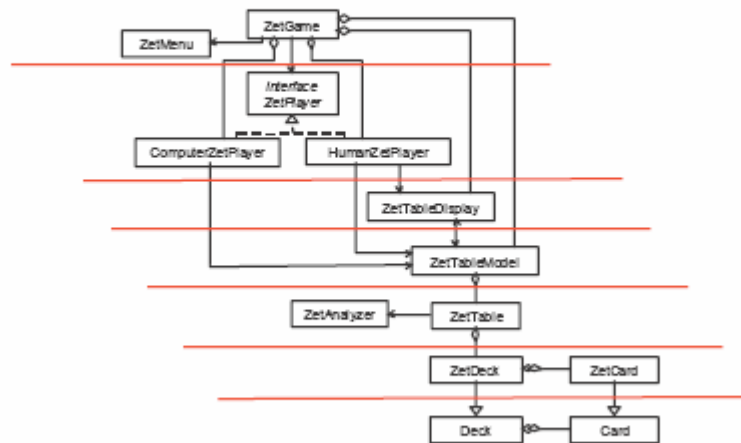 ZetGame
ZetMenu
Interface
ZetPlayer
ComputerZetPlayer
HumanZetPlayer
ZetTableDisplay
ZetTableModel
ZetAnalyzer
ZetTable
ZetDeck
ZetCard
Deck
Card